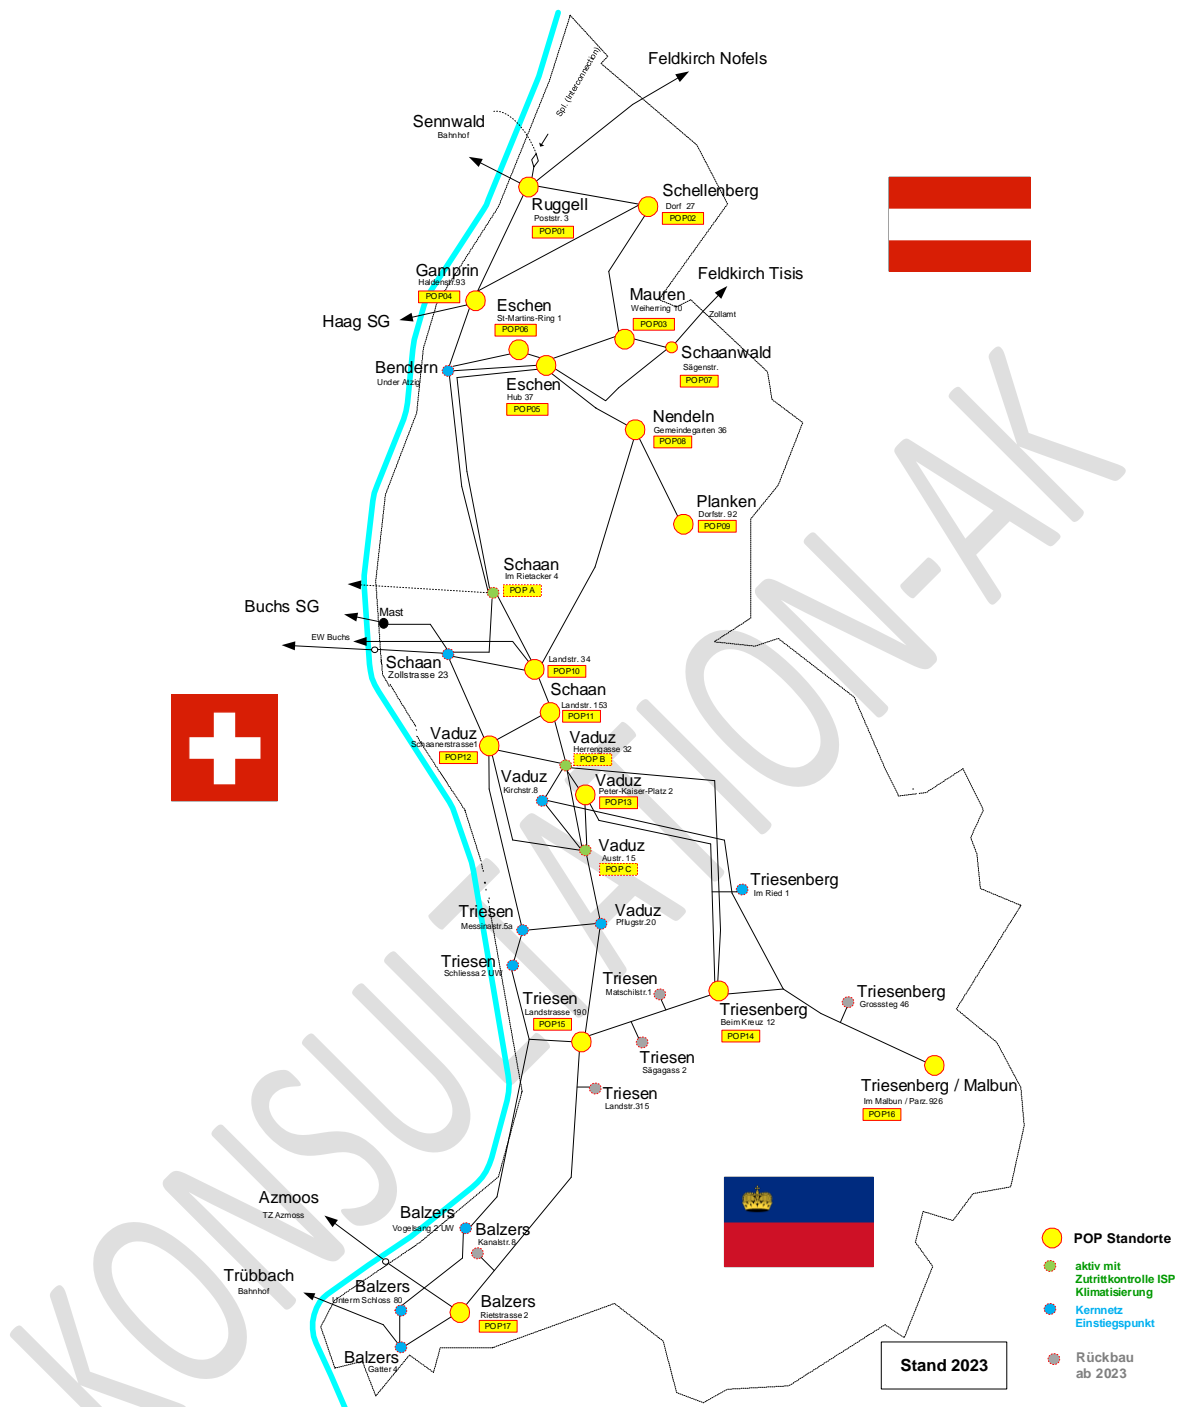 Feldkirch Nofels
Spl. (Interconnection)
Sennwald
Bahnhof
Ruggell
Poststr. 3
POP01
Schellenberg
Dorf 27
POP02
Gamprin
Haldenstr.93
POP04
Haag SG
Eschen
St-Martins-Ring 1
POP06
Mauren
Weiherring 10
POP03
Feldkirch Tisis
Zollamt
Schaanwald
Sägenstr.
POP07
Bendern
Under Atzig
Eschen
Hub 37
POP05
Nendeln
Gemeindegarten 36
POP08
Planken
Dorfstr. 92
POP09
Schaan
Im Rietacker 4
POP A
Buchs SG
Mast
EW Buchs
Schaan
Zollstrasse 23
Landstr. 34
POP10
Schaan
Landstr. 153
POP11
Vaduz
Schaanerstrasse1
POP12
Vaduz
Herrengasse 32
POP B
Vaduz
Kirchstr.8
Vaduz
Peter-Kaiser-Platz 2
POP13
Vaduz
Austr. 15
POP C
Triesenberg
Im Ried 1
Triesen
Messinastr.5a
Vaduz
Pflugstr.20
Triesen
Schliessa 2 UW
Triesen
Matschilstr.1
Triesen
Landstrasse 190
POP15
Triesenberg
Beim Kreuz 12
POP14
Triesenberg
Grosssteg 46
Triesen
Sägagass 2
Triesen
Landstr.315
Triesenberg / Malbun
Im Malbun / Parz.926
POP16
Azmoos
TZ Azmoss
Balzers
Vogelsang 2 UW
Balzers
Kanalstr.8
Trübbach
Bahnhof
Balzers
Unterm Schloss 80
Balzers
Rietstrasse 2
POP17
Balzers
Gatter 4
POP Standorte
aktiv mit
Zutrittkontrolle ISP
Klimatisierung
Kernnetz
Einstiegspunkt
Rückbau
ab 2023
Stand 2023
KONSULTATION-AK